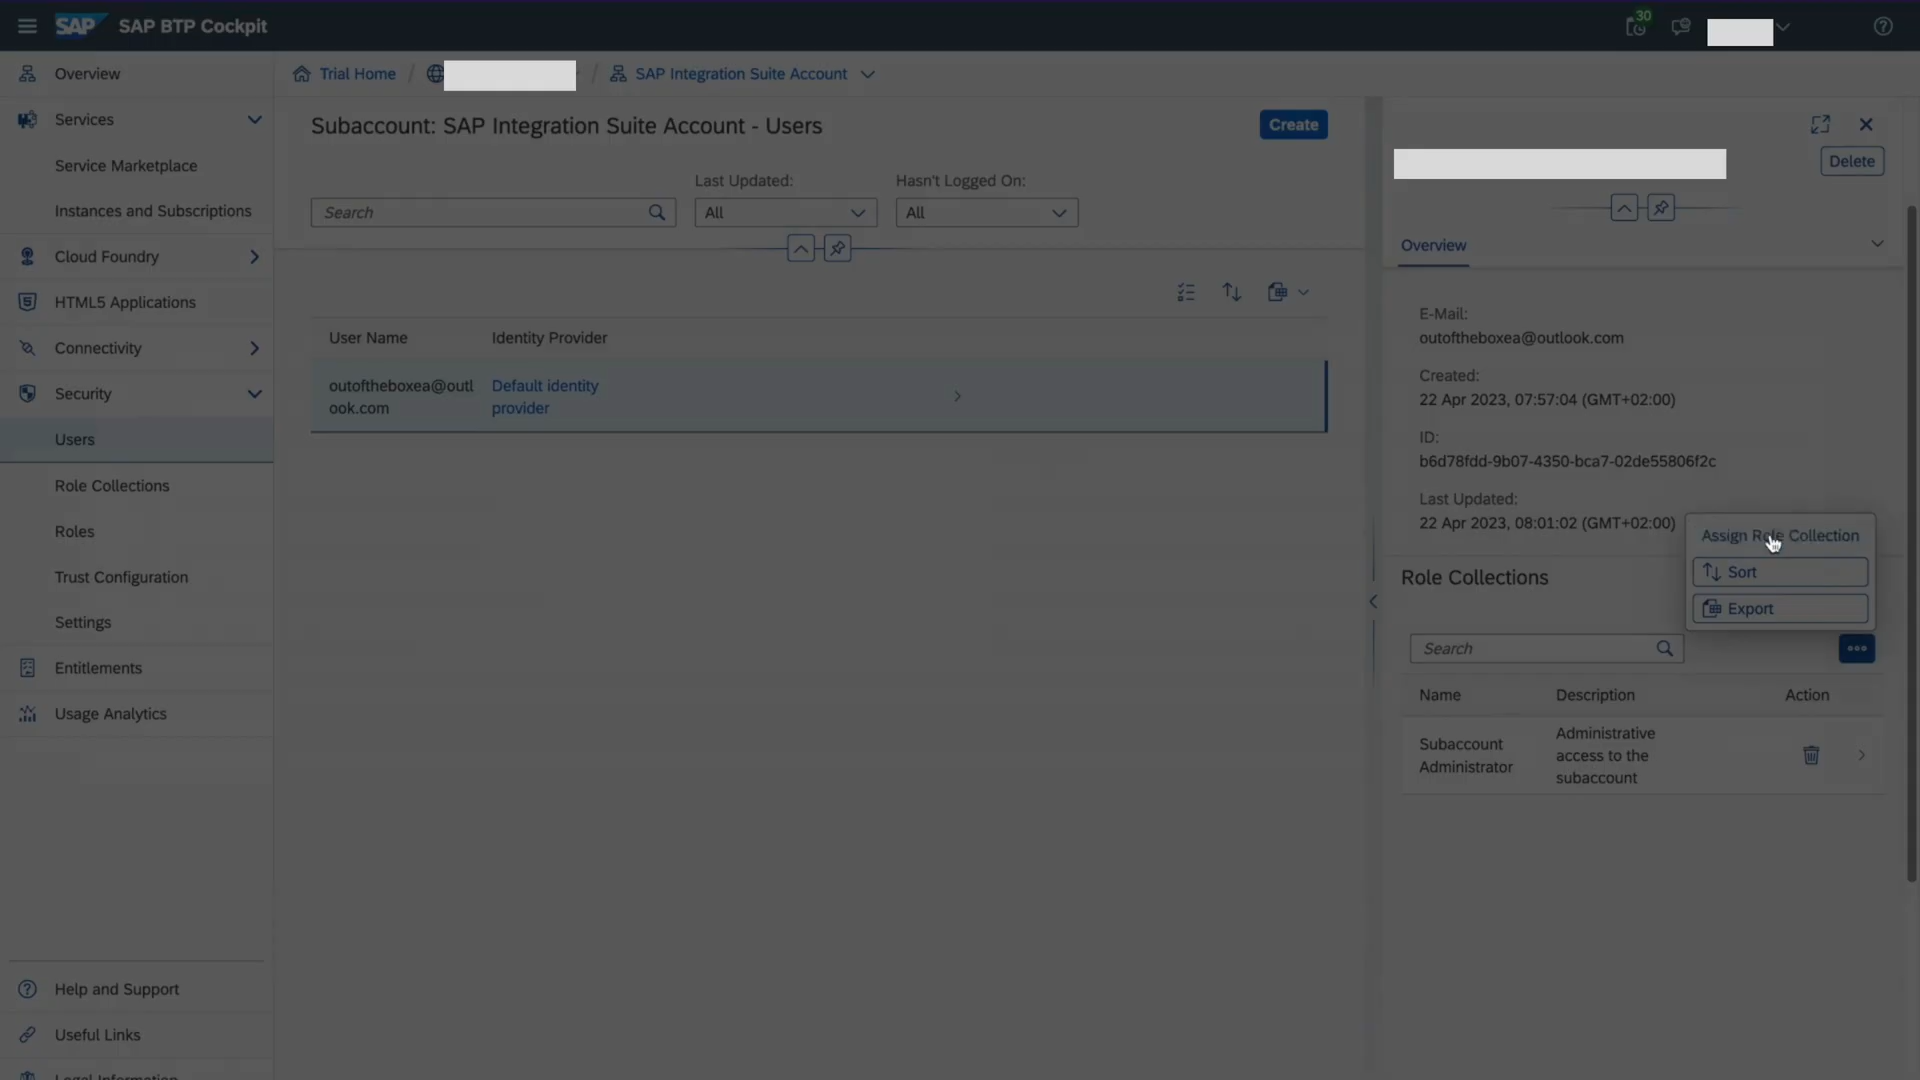 SAP SAP BTP Cockpit
30
Overview
Services
Service Marketplace
Instances and Subscriptions
Cloud Foundry
HTML5 Applications
Connectivity
Security
Users
Role Collections
Roles
Trust Configuration
Settings
Entitlements
Usage Analytics
Help and Support
Useful Links
Legal Information
Trial Home / / SAP Integration Suite Account
Subaccount: SAP Integration Suite Account - Users
Create
Last Updated:
Hasn't Logged On:
Search
All
All
User Name
Identity Provider
outoftheboxea@outl
ook.com
Default identity
provider
Delete
Overview
E-Mail:
outoftheboxea@outlook.com
Created:
22 Apr 2023, 07:57:04 (GMT+02:00)
ID:
b6d78fdd-9b07-4350-bca7-02de55806f2c
Last Updated:
22 Apr 2023, 08:01:02 (GMT+02:00)
Assign Role Collection
Sort
Export
Role Collections
Search
Name
Description
Action
Subaccount
Administrator
Administrative
access to the
subaccount